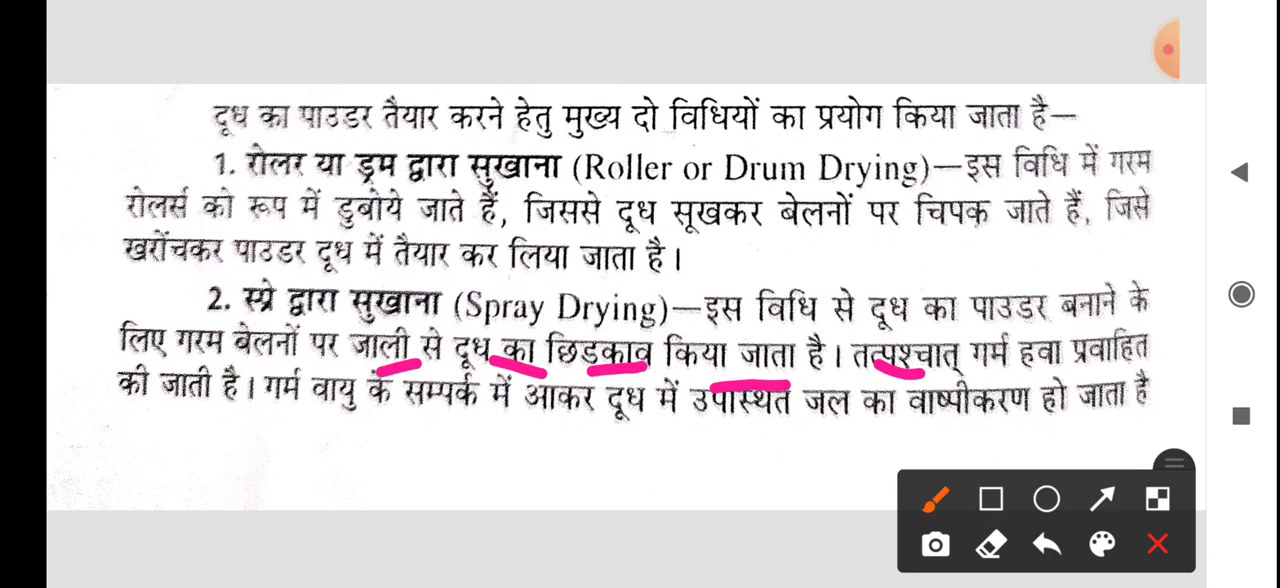 दूध का पाउडर तैयार करने हेतु मुख्य दो विधियों का प्रयोग किया जाता है—
1. रोलर या ड्रम द्वारा सुखाना (Roller or Drum Drying)—इस विधि में गरम
रोलर्स को रूप में डुबोये जाते हैं, जिससे दूध सूखकर बेलनों पर चिपक जाते हैं, जिसे
खरोंचकर पाउडर दूध में तैयार कर लिया जाता है।
2. स्प्रे द्वारा सुखाना (Spray Drying)—इस विधि से दूध का पाउडर बनाने के
लिए गरम बेलनों पर जाली से दूध का छिड़काव किया जाता है। तत्पश्चात् गर्म हवा प्रवाहित
की जाती है। गर्म वायु के सम्पर्क में आकर दूध में उपस्थित जल का वाष्पीकरण हो जाता है